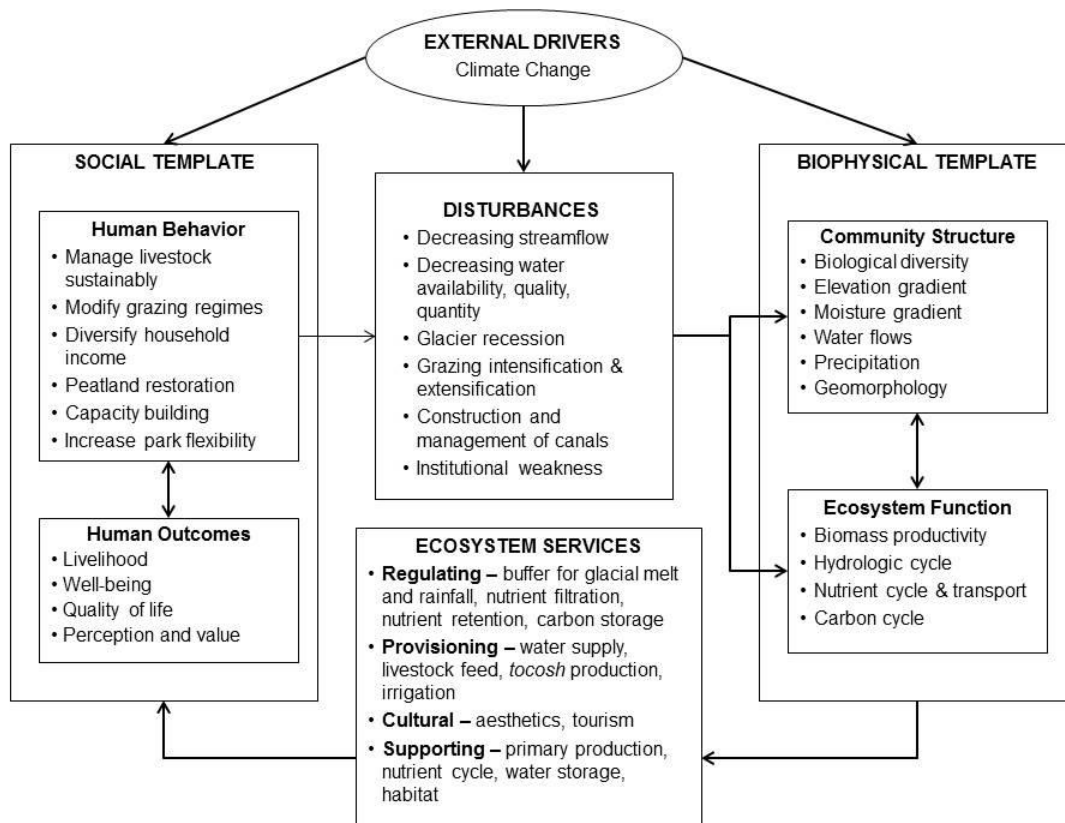 EXTERNAL DRIVERS
Climate Change
SOCIAL TEMPLATE
Human Behavior
• Manage livestock
sustainably
• Modify grazing regimes
• Diversify household
income
• Peatland restoration
• Capacity building
• Increase park flexibility
Human Outcomes
• Livelihood
• Well-being
• Quality of life
• Perception and value
DISTURBANCES
• Decreasing streamflow
• Decreasing water
availability, quality,
quantity
• Glacier recession
• Grazing intensification &
extensification
• Construction and
management of canals
• Institutional weakness
ECOSYSTEM SERVICES
• Regulating – buffer for glacial melt
and rainfall, nutrient filtration,
nutrient retention, carbon storage
• Provisioning – water supply,
livestock feed, tocosh production,
irrigation
• Cultural – aesthetics, tourism
• Supporting – primary production,
nutrient cycle, water storage,
habitat
BIOPHYSICAL TEMPLATE
Community Structure
• Biological diversity
• Elevation gradient
• Moisture gradient
• Water flows
• Precipitation
• Geomorphology
Ecosystem Function
• Biomass productivity
• Hydrologic cycle
• Nutrient cycle & transport
• Carbon cycle